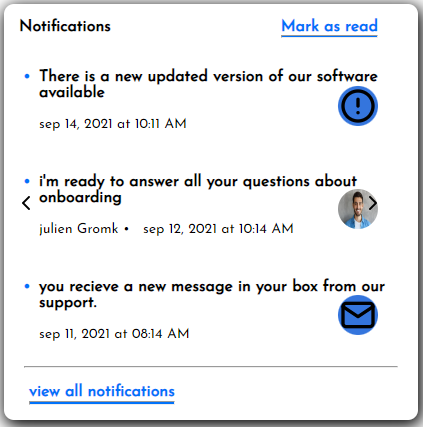 Notifications
Mark as read
• There is a new updated version of our software
available
sep 14, 2021 at 10:11 AM
• i'm ready to answer all your questions about
onboarding
julien Gromk • sep 12, 2021 at 10:14 AM
• you recieve a new message in your box from our
support.
sep 11, 2021 at 08:14 AM
view all notifications